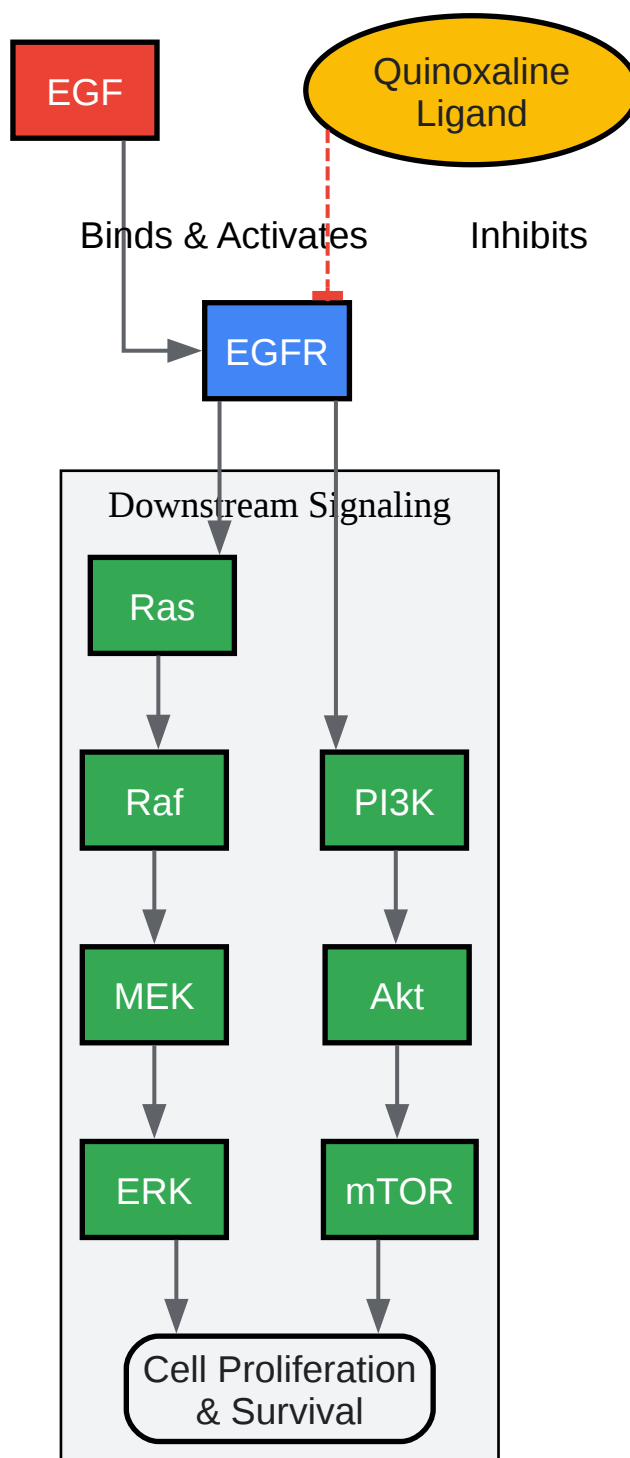 EGF
Quinoxaline
Ligand
Binds & Activates
Inhibits
EGFR
Downstream Signaling
Ras
Raf
PI3K
MEK
Akt
ERK
mTOR
Cell Proliferation
& Survival